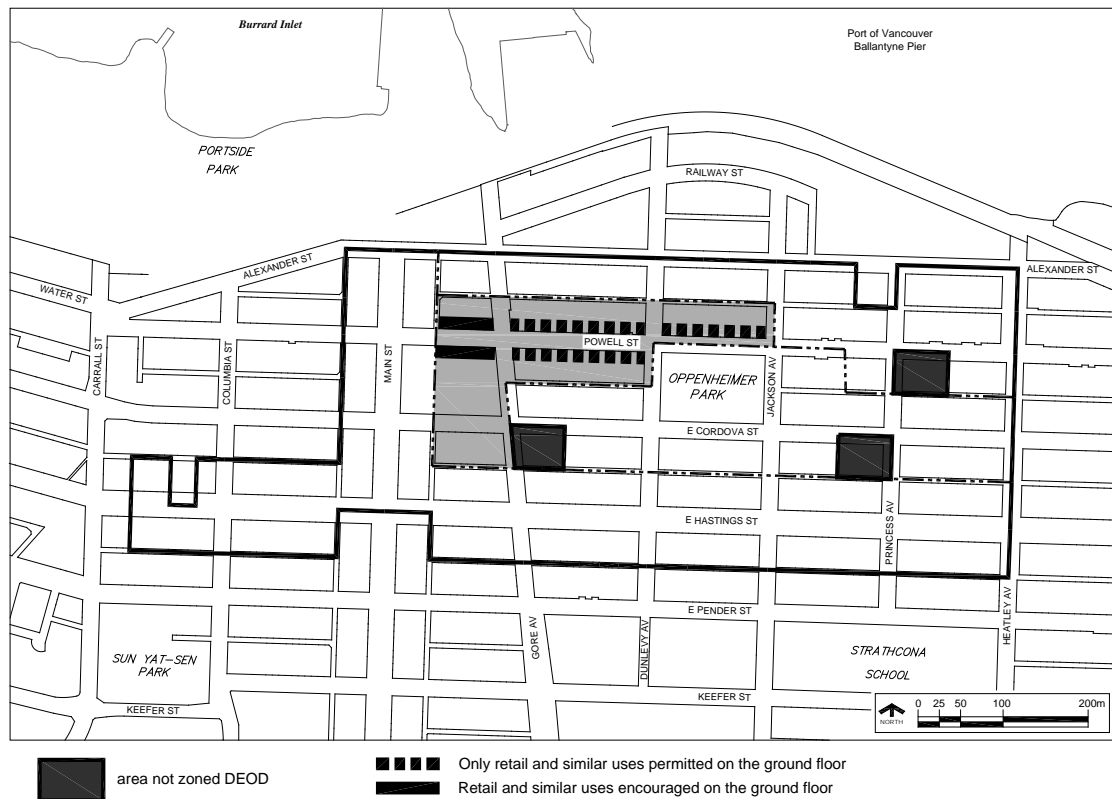 Burrard Inlet
Port of Vancouver
Ballantyne Pier
PORTSIDE
PARK
RAILWAY ST
ALEXANDER ST
ALEXANDER ST
WATER ST
POWELL ST
CARRALL ST
COLUMBIA ST
MAIN ST
OPPENHEIMER
PARK
JACKSON AV
E CORDOVA ST
E HASTINGS ST
PRINCESS AV
E PENDER ST
GORE AV
DUNLEVY AV
HEATLEY AV
SUN YAT-SEN
PARK
STRATHCONA
SCHOOL
KEEFER ST
KEEFER ST
NORTH
0 25 50 100 200m
area not zoned DEOD
Only retail and similar uses permitted on the ground floor
Retail and similar uses encouraged on the ground floor